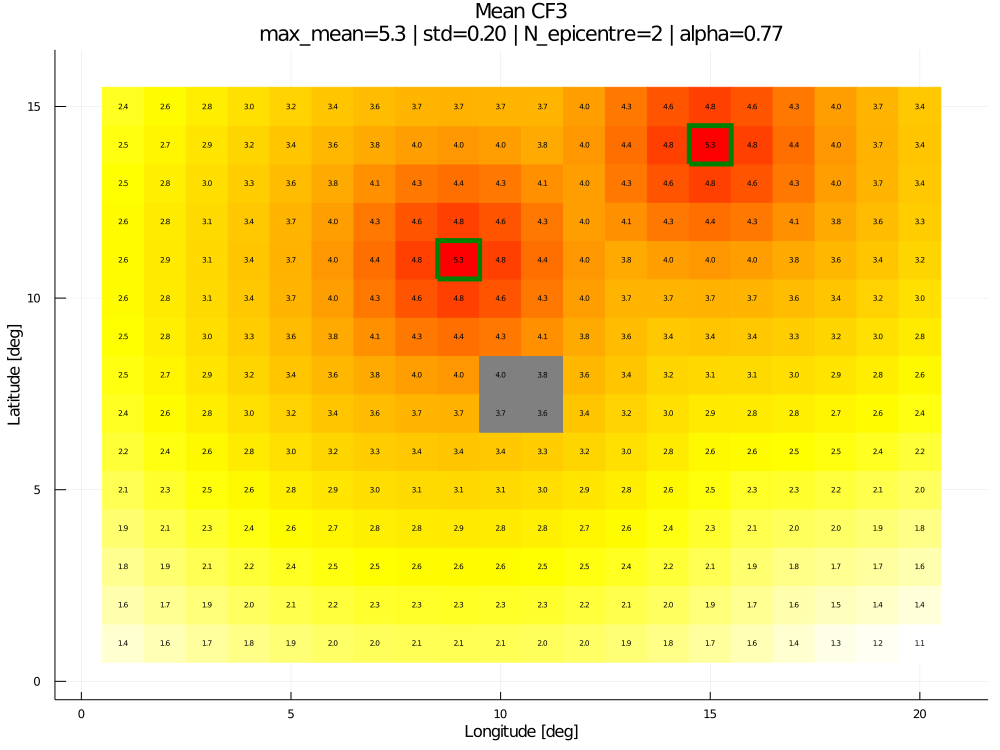 Mean CF3
max_mean=5.3 | std=0.20 | N_epicentre=2 | alpha=0.77
15
2.4 2.6 2.8 3.0 3.2 3.4 3.6 3.7 3.7 3.7 3.7 4.0 4.3 4.6 4.8 4.6 4.3 4.0 3.7 3.4
2.5 2.7 2.9 3.2 3.4 3.6 3.8 4.0 4.0 4.0 3.8 4.0 4.4 4.8 5.3 4.8 4.4 4.0 3.7 3.4
2.5 2.8 3.0 3.3 3.6 3.8 4.1 4.3 4.4 4.3 4.1 4.0 4.3 4.6 4.8 4.6 4.3 4.0 3.7 3.4
2.6 2.8 3.1 3.4 3.7 4.0 4.3 4.6 4.8 4.6 4.3 4.0 4.1 4.3 4.4 4.3 4.1 3.8 3.6 3.3
2.6 2.9 3.1 3.4 3.7 4.0 4.4 4.8 5.3 4.8 4.4 4.0 3.8 4.0 4.0 4.0 3.8 3.6 3.4 3.2
10
2.6 2.8 3.1 3.4 3.7 4.0 4.3 4.6 4.8 4.6 4.3 4.0 3.7 3.7 3.7 3.6 3.4 3.2 3.0
2.5 2.8 3.0 3.3 3.6 3.8 4.1 4.3 4.4 4.3 4.1 3.8 3.6 3.4 3.4 3.4 3.3 3.2 3.0 2.8
2.5 2.7 2.9 3.2 3.4 3.6 3.8 4.0 4.0 4.0 3.8 3.6 3.4 3.2 3.1 3.1 3.0 2.9 2.8 2.6
2.4 2.6 2.8 3.0 3.2 3.4 3.6 3.7 3.7 3.7 3.6 3.4 3.2 3.0 2.9 2.8 2.8 2.7 2.6 2.4
2.2 2.4 2.6 2.8 3.0 3.2 3.3 3.4 3.4 3.4 3.3 3.2 3.0 2.8 2.6 2.6 2.5 2.5 2.4 2.2
5
2.1 2.3 2.5 2.6 2.8 2.9 3.0 3.1 3.1 3.1 3.0 2.9 2.8 2.6 2.5 2.3 2.3 2.2 2.1 2.0
1.9 2.1 2.3 2.4 2.6 2.7 2.8 2.8 2.9 2.8 2.8 2.7 2.6 2.4 2.3 2.1 2.0 2.0 1.9 1.8
1.8 1.9 2.1 2.2 2.4 2.5 2.5 2.6 2.6 2.6 2.5 2.5 2.4 2.2 2.1 1.9 1.8 1.7 1.7 1.6
1.6 1.7 1.9 2.0 2.1 2.2 2.3 2.3 2.3 2.3 2.3 2.2 2.1 2.0 1.9 1.7 1.6 1.5 1.4 1.4
1.4 1.6 1.7 1.8 1.9 2.0 2.0 2.1 2.1 2.1 2.0 2.0 1.9 1.8 1.7 1.6 1.4 1.3 1.2 1.1
0
0 5 10 15 20
Longitude [deg]
Latitude [deg]